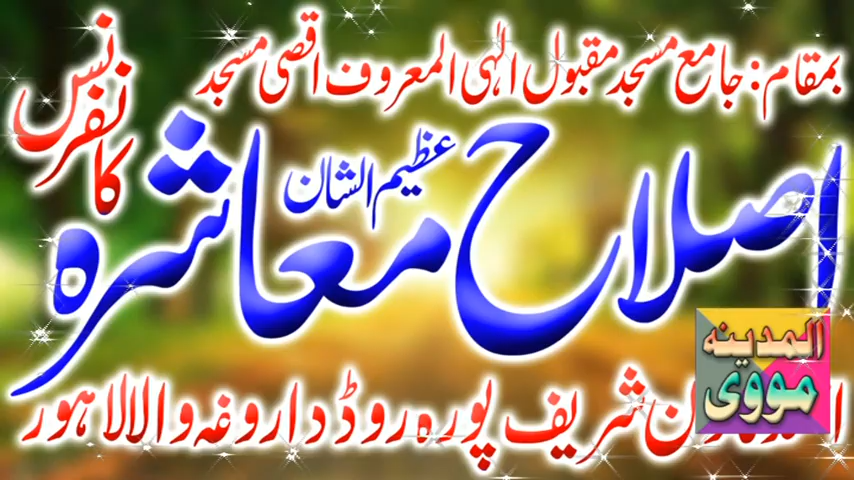 بمقام: جامع مسجد مقبول الٰہی المعروف اقصیٰ مسجد
عظیم الشان
اصلاح معاشرہ
کانفرنس
شریف پورہ روڈ داروغہ والا لاہور
المدینہ
مووی